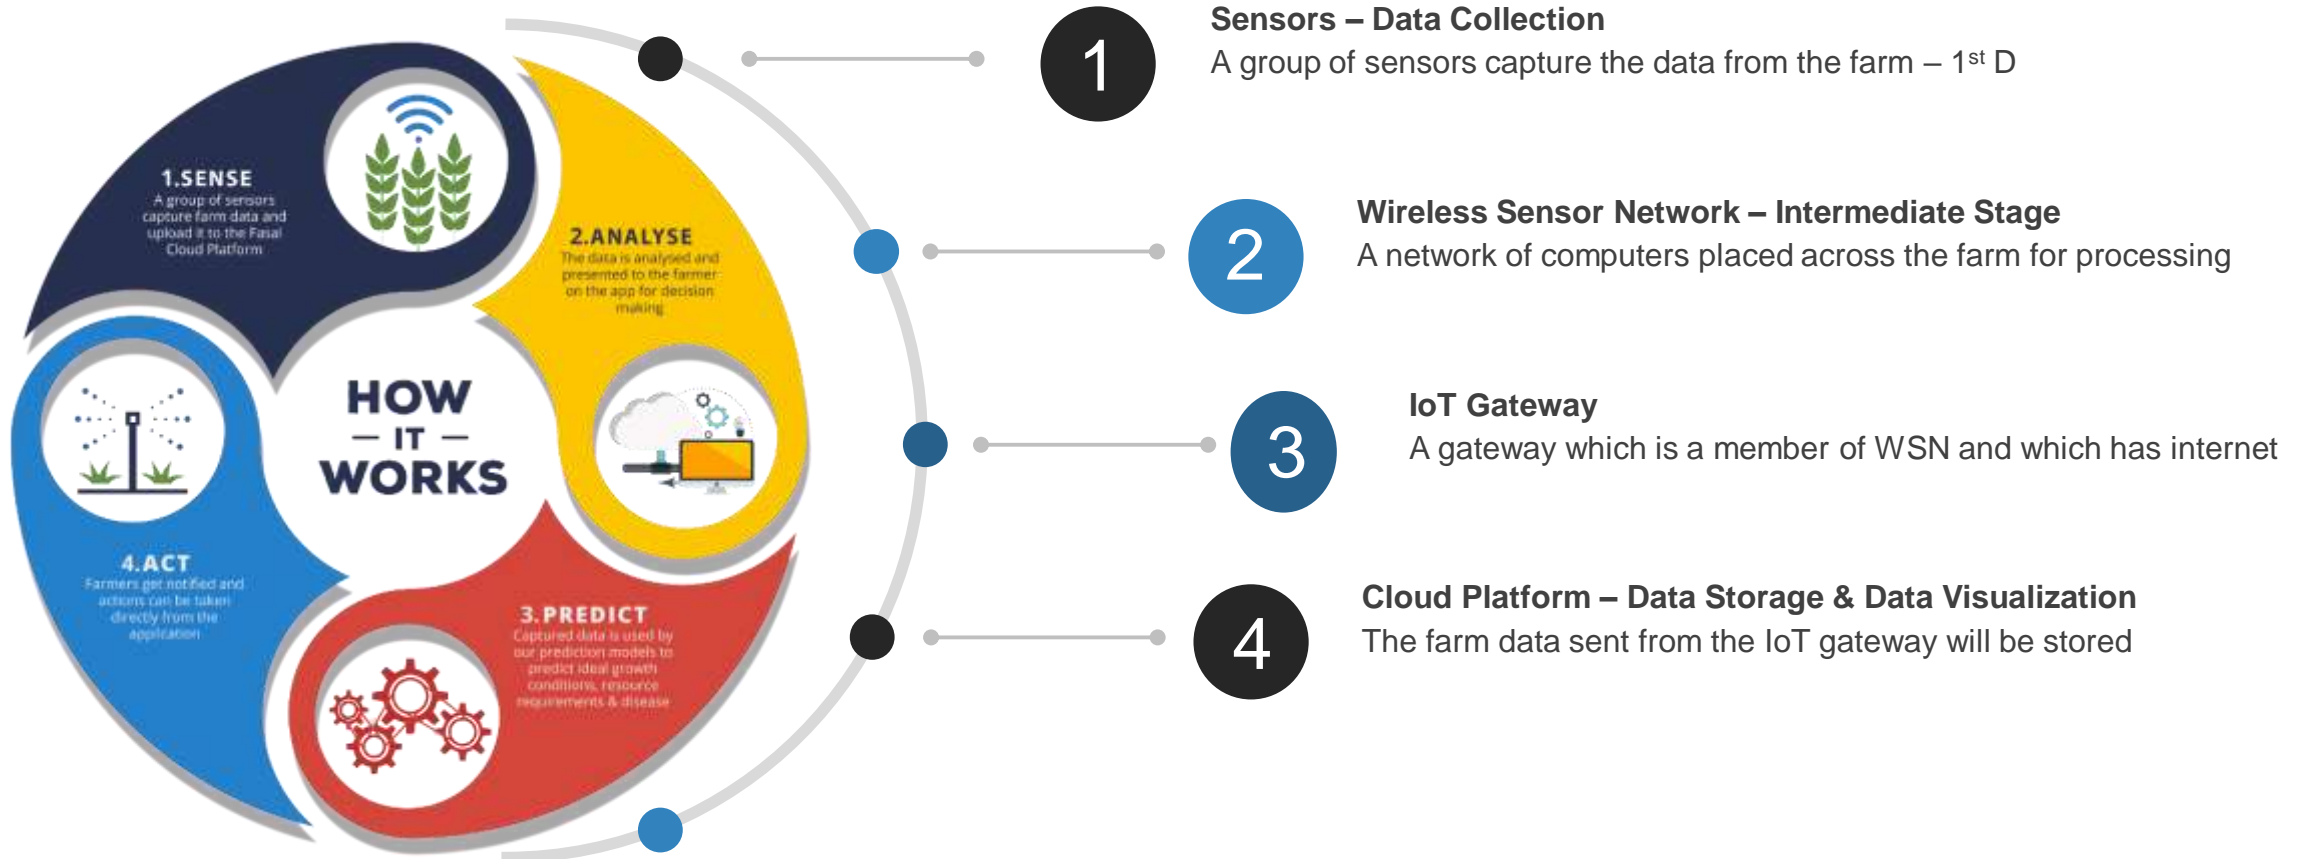 1.SENSE
A group of sensors
capture farm data and
upload it to the Fasal
Cloud Platform
2.ANALYSE
The data is analysed and
presented to the farmer
on the app for decision
making
HOW
— IT —
WORKS
3.PREDICT
Captured data is used by
our prediction models to
predict ideal growth
conditions, resource
requirements & disease
4.ACT
Farmers get notified and
actions can be taken
directly from the
application
1
Sensors – Data Collection
A group of sensors capture the data from the farm – 1st D
2
Wireless Sensor Network – Intermediate Stage
A network of computers placed across the farm for processing
3
IoT Gateway
A gateway which is a member of WSN and which has internet
4
Cloud Platform – Data Storage & Data Visualization
The farm data sent from the IoT gateway will be stored